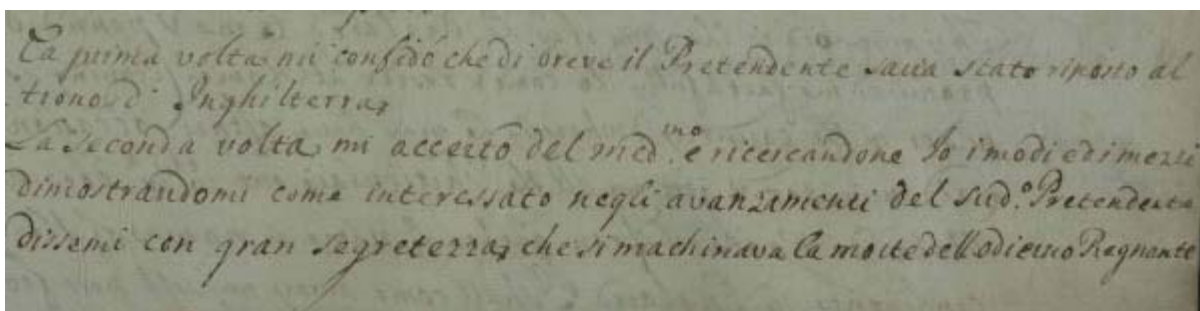 La prima volta mi confidò che di breve il Pretendente saria stato riposto al
trono d' Inghilterra,
La seconda volta mi accertò del med.mo e ricercandone Io i modi ed i mezzi
dimostrandomi come interessato negli avanzamenti del sud.o Pretendente
dissemi con gran segretezza, che si machinava la morte dell odierno Regnante